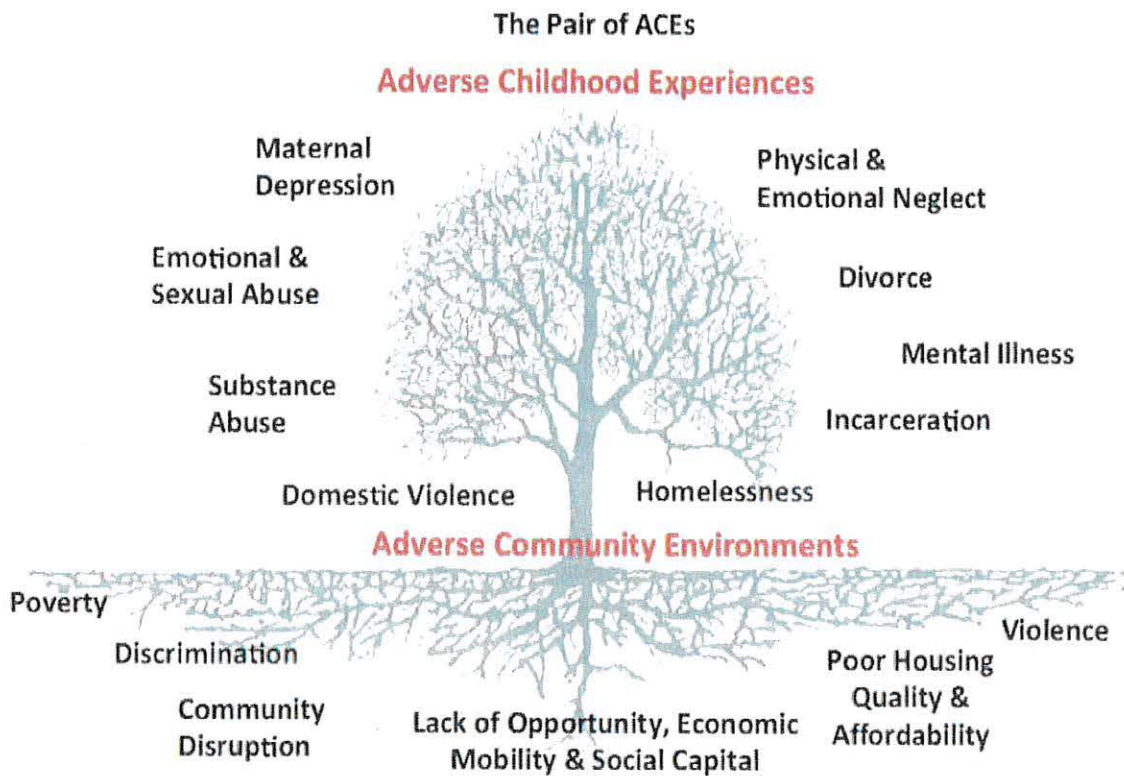 The Pair of ACEs
Adverse Childhood Experiences
Maternal
Depression
Physical &
Emotional Neglect
Emotional &
Sexual Abuse
Divorce
Mental Illness
Substance
Abuse
Incarceration
Domestic Violence
Homelessness
Adverse Community Environments
Poverty
Violence
Discrimination
Poor Housing
Quality &
Affordability
Community
Disruption
Lack of Opportunity, Economic
Mobility & Social Capital